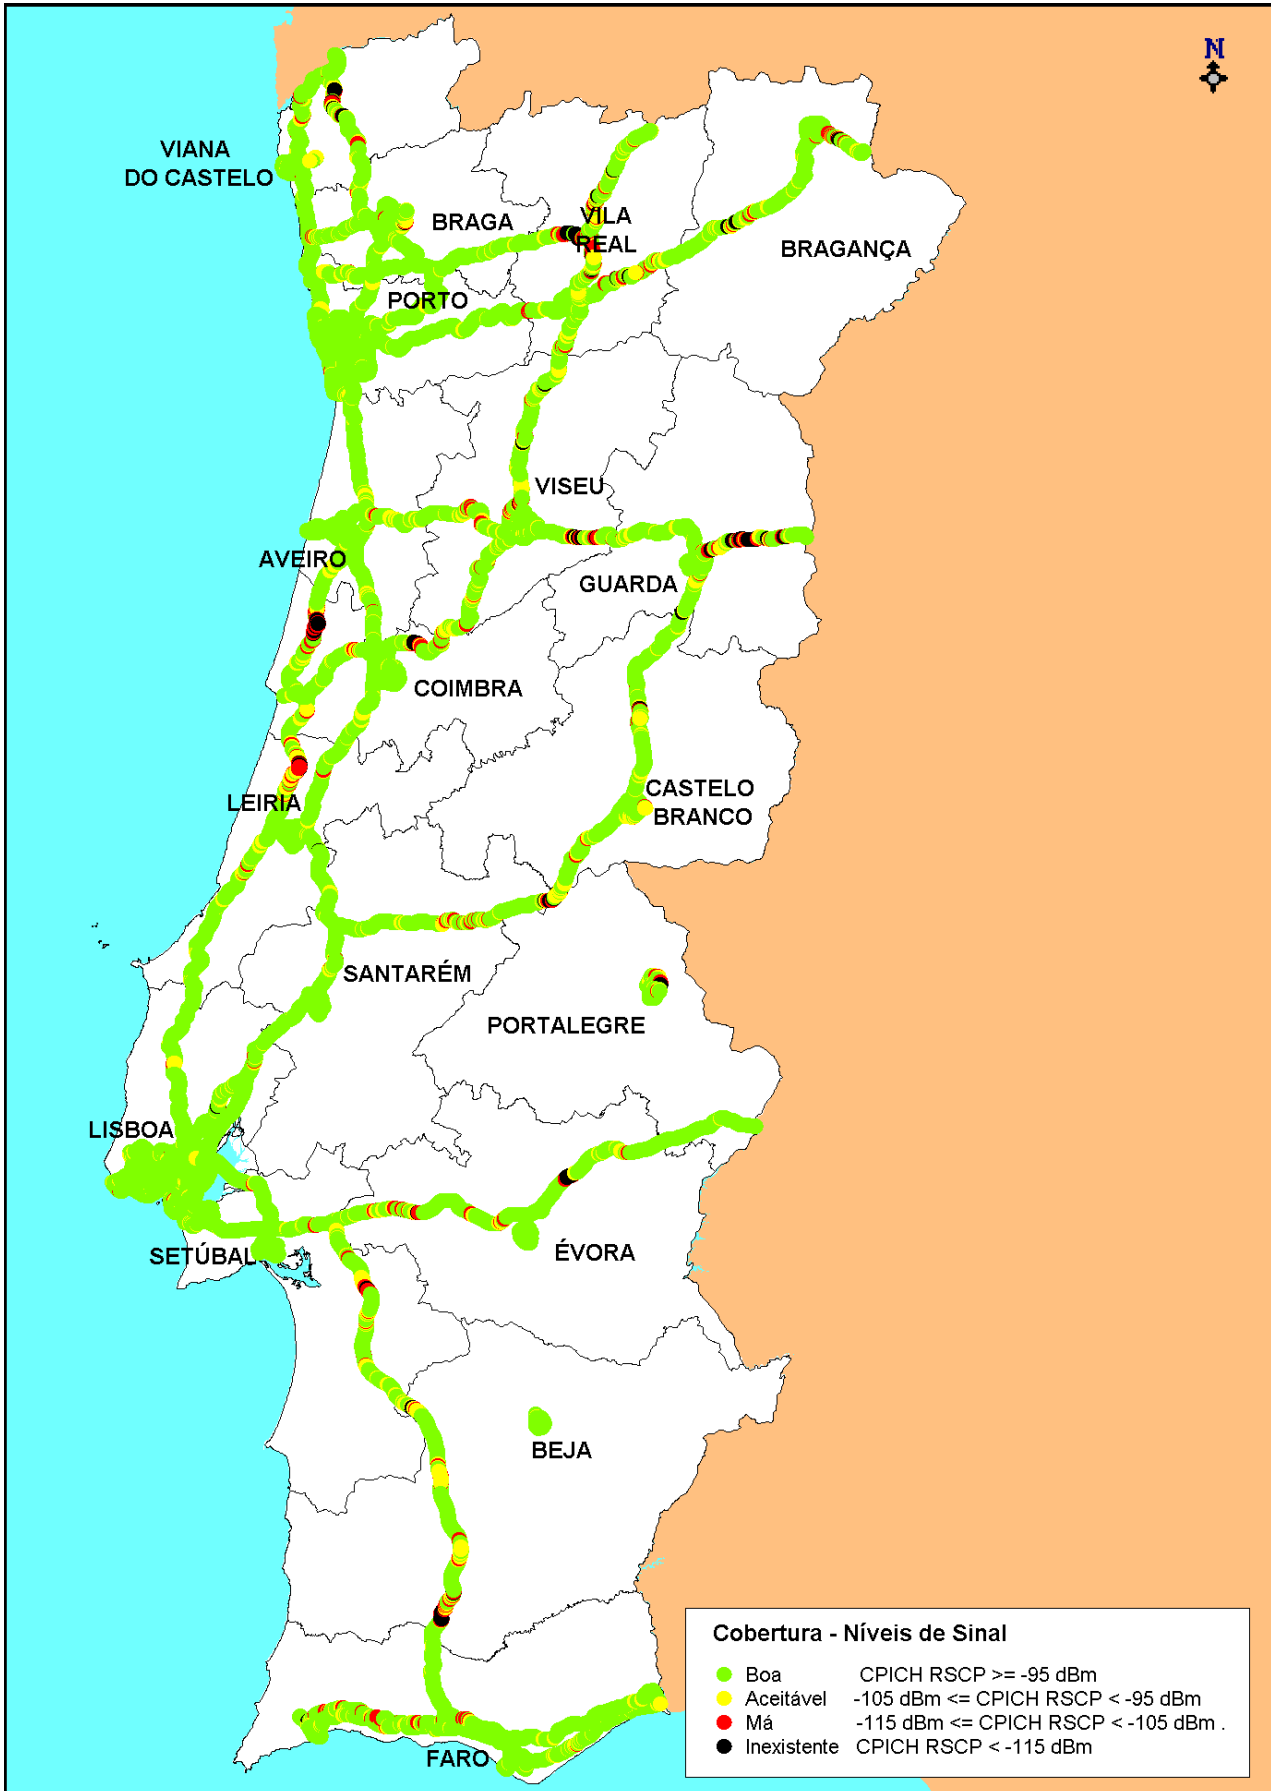 N
VIANA
DO CASTELO
BRAGA
VILA
REAL
BRAGANÇA
PORTO
VISEU
AVEIRO
GUARDA
COIMBRA
LEIRIA
CASTELO
BRANCO
SANTARÉM
PORTALEGRE
LISBOA
SETÚBAL
ÉVORA
BEJA
FARO
Cobertura - Níveis de Sinal
Boa CPICH RSCP >= -95 dBm
Aceitável -105 dBm <= CPICH RSCP < -95 dBm
Má -115 dBm <= CPICH RSCP < -105 dBm .
Inexistente CPICH RSCP < -115 dBm